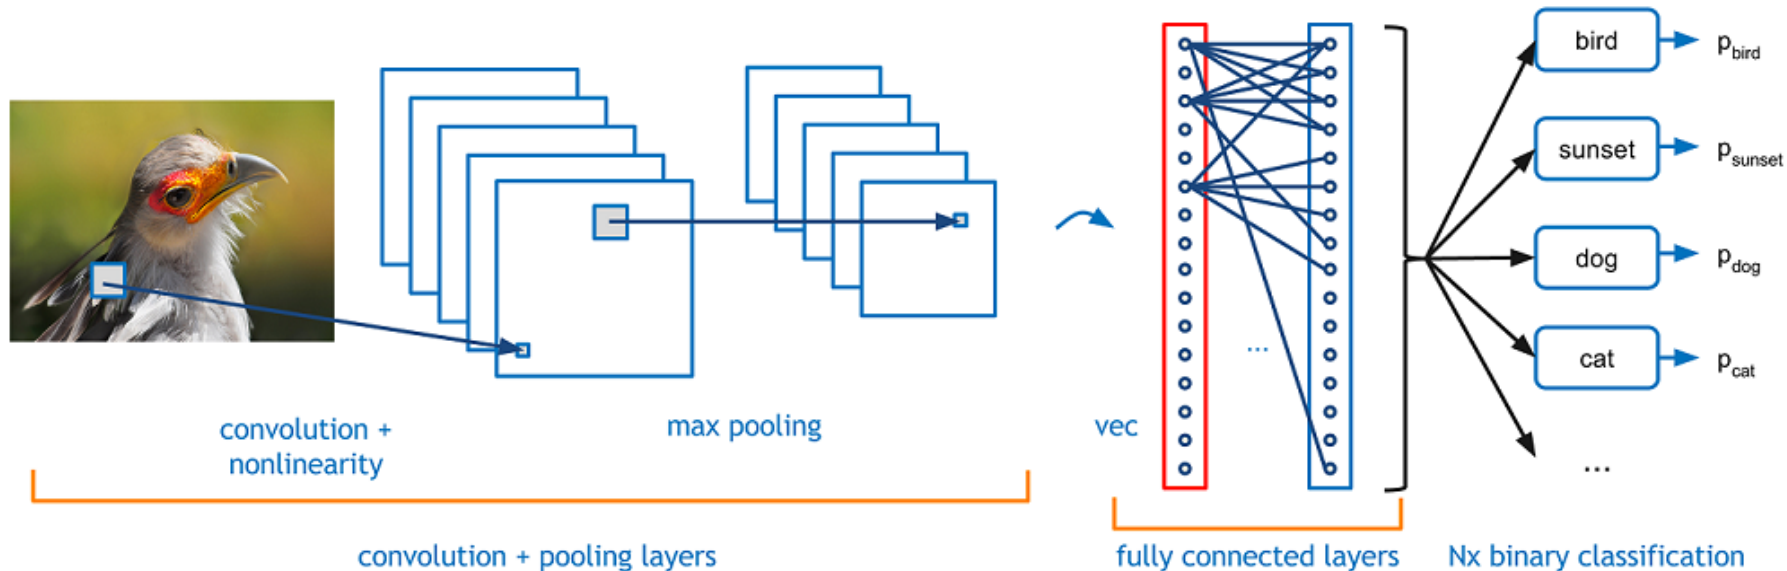 convolution +
nonlinearity
max pooling
vec
convolution + pooling layers
fully connected layers
Nx binary classification
...
bird
p_bird
sunset
p_sunset
dog
p_dog
cat
p_cat
...